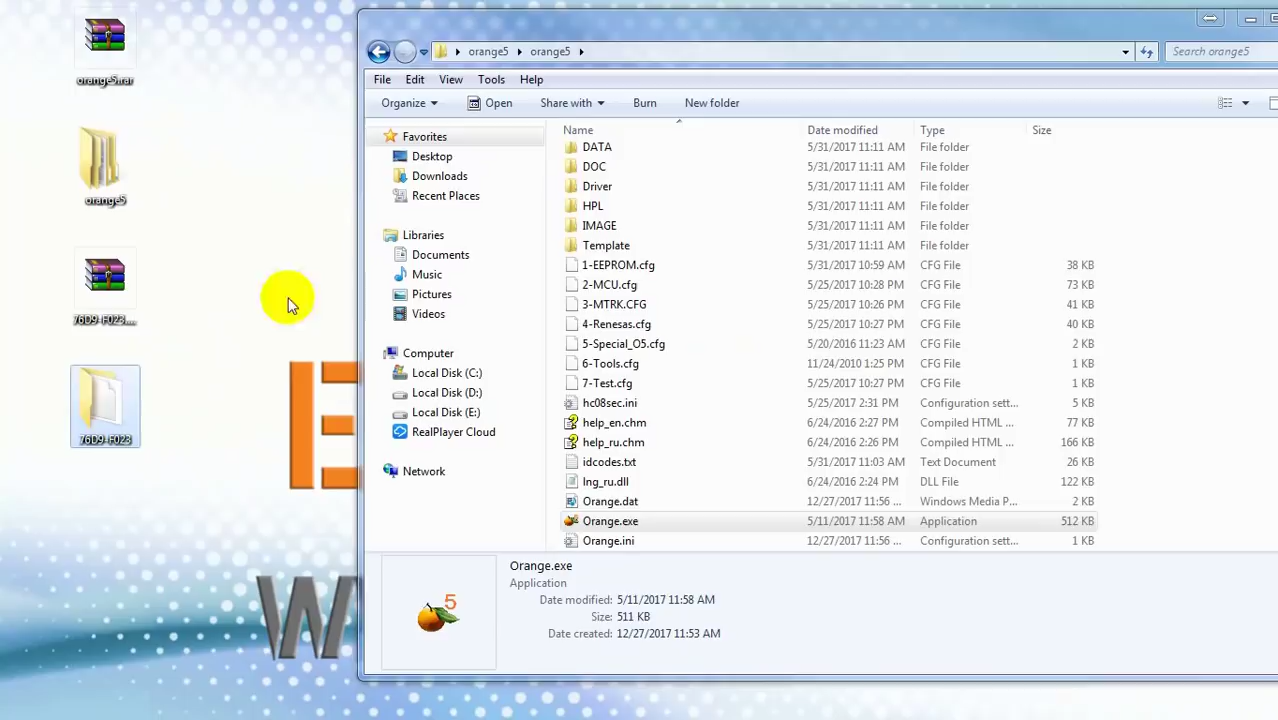 orange5.rar
orange5
76D9-F023....
76D9-F023
E
W
orange5 orange5
Search orange5
File Edit View Tools Help
Organize Open Share with Burn New folder
Name Date modified Type Size
Favorites
Desktop
Downloads
Recent Places
Libraries
Documents
Music
Pictures
Videos
Computer
Local Disk (C:)
Local Disk (D:)
Local Disk (E:)
RealPlayer Cloud
Network
DATA 5/31/2017 11:11 AM File folder
DOC 5/31/2017 11:11 AM File folder
Driver 5/31/2017 11:11 AM File folder
HPL 5/31/2017 11:11 AM File folder
IMAGE 5/31/2017 11:11 AM File folder
Template 5/31/2017 11:11 AM File folder
1-EEPROM.cfg 5/31/2017 10:59 AM CFG File 38 KB
2-MCU.cfg 5/25/2017 10:27 PM CFG File 73 KB
3-MTRK.CFG 5/25/2017 10:26 PM CFG File 41 KB
4-Renesas.cfg 5/25/2017 10:27 PM CFG File 40 KB
5-Special_O5.cfg 5/20/2016 11:23 AM CFG File 2 KB
6-Tools.cfg 11/24/2010 1:25 PM CFG File 1 KB
7-Test.cfg 5/25/2017 10:27 PM CFG File 1 KB
hc08sec.ini 5/25/2017 2:31 PM Configuration sett... 2 KB
help_en.chm 6/24/2016 2:27 PM Compiled HTML ... 77 KB
help_ru.chm 6/24/2016 2:26 PM Compiled HTML ... 166 KB
idcodes.txt 5/31/2017 11:03 AM Text Document 26 KB
lng_ru.dll 6/24/2016 2:24 PM DLL File 122 KB
Orange.dat 12/27/2017 11:56 ... Windows Media P... 2 KB
Orange.exe 5/11/2017 11:58 AM Application 512 KB
Orange.ini 12/27/2017 11:56 ... Configuration sett... 1 KB
5
Orange.exe
Application
Date modified: 5/11/2017 11:58 AM
Size: 511 KB
Date created: 12/27/2017 11:53 AM